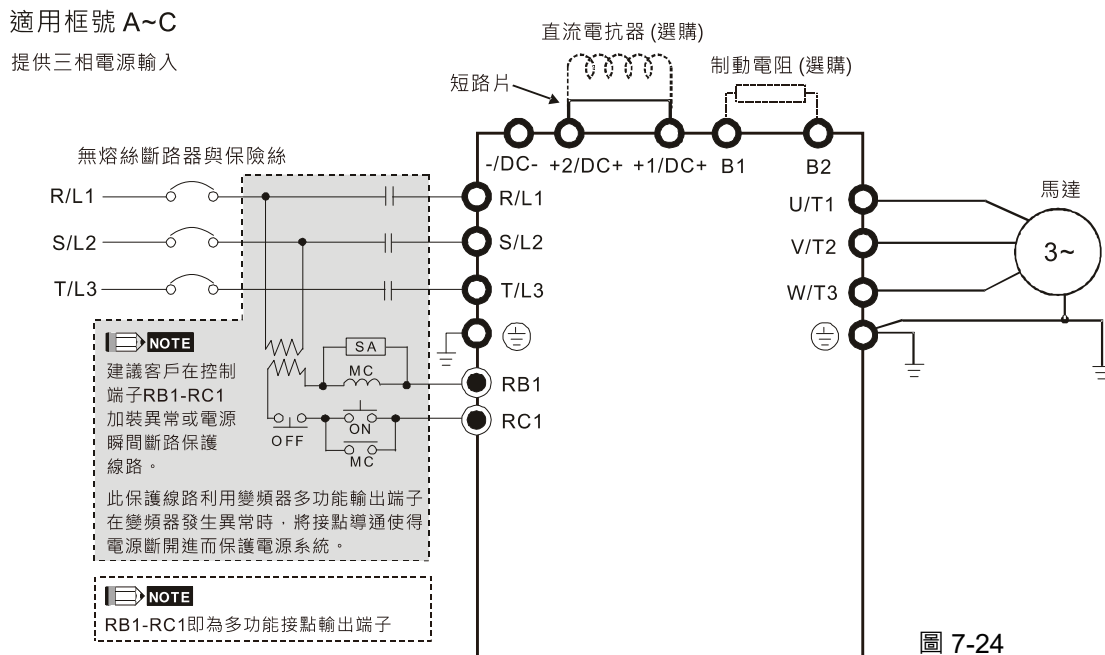 適用框號 A~C
提供三相電源輸入
直流電抗器 (選購)
短路片
制動電阻 (選購)
無熔絲斷路器與保險絲
-/DC-
+2/DC+
+1/DC+
B1
B2
R/L1
S/L2
T/L3
R/L1
S/L2
T/L3
U/T1
V/T2
W/T3
馬達
3~
NOTE
建議客戶在控制
端子RB1-RC1
加裝異常或電源
瞬間斷路保護
線路。
此保護線路利用變頻器多功能輸出端子
在變頻器發生異常時,將接點導通使得
電源斷開進而保護電源系統。
SA
MC
OFF
ON
MC
RB1
RC1
NOTE
RB1-RC1即為多功能接點輸出端子
圖 7-24